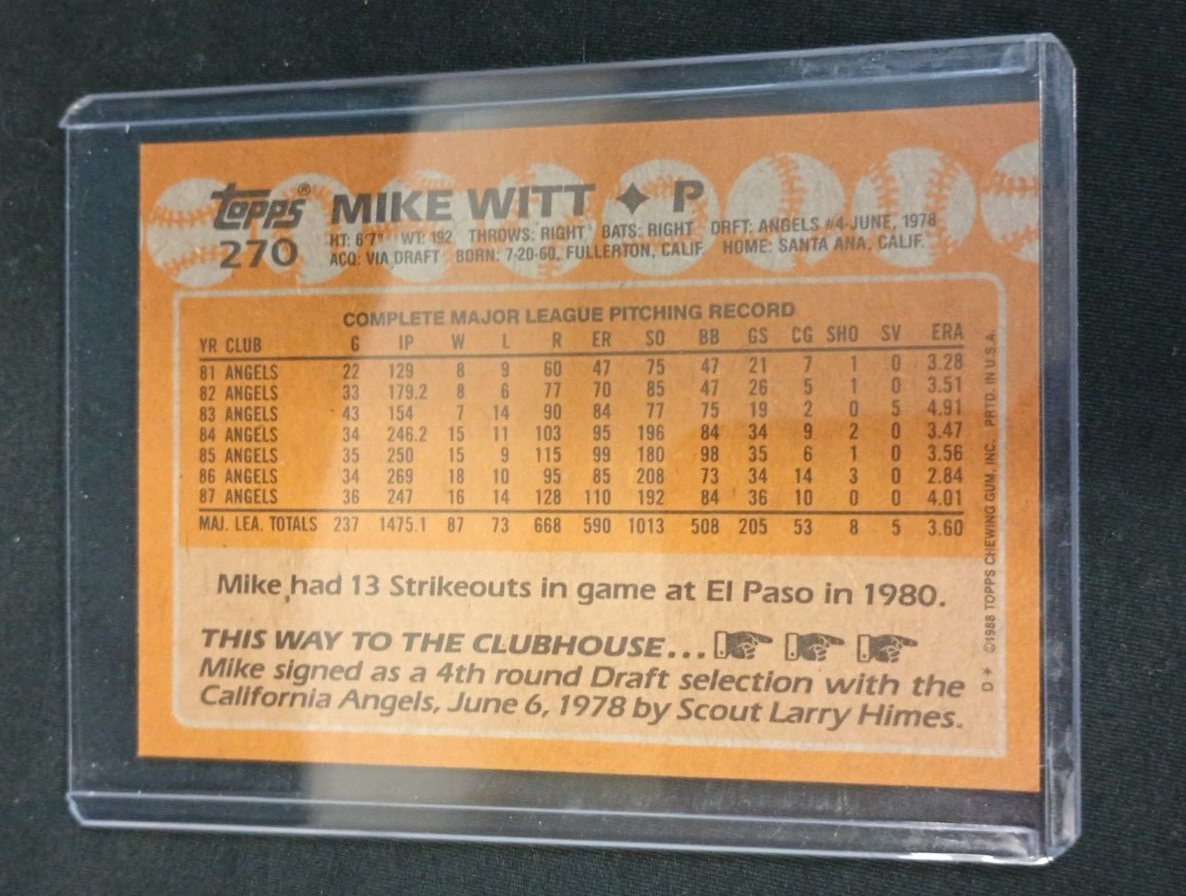 Topps®
270
MIKE WITT ✦ P
HT: 6'7" WT: 192 THROWS: RIGHT BATS: RIGHT DRFT: ANGELS #4-JUNE, 1978
ACQ: VIA DRAFT BORN: 7-20-60, FULLERTON, CALIF. HOME: SANTA ANA, CALIF.
COMPLETE MAJOR LEAGUE PITCHING RECORD
YR CLUB G IP W L R ER SO BB GS CG SHO SV ERA
81 ANGELS 22 129 8 9 60 47 75 47 21 7 1 0 3.28
82 ANGELS 33 179.2 8 6 77 70 85 47 26 5 1 0 3.51
83 ANGELS 43 154 7 14 90 84 77 75 19 2 0 5 4.91
84 ANGELS 34 246.2 15 11 103 95 196 84 34 9 2 0 3.47
85 ANGELS 35 250 15 9 115 99 180 98 35 6 1 0 3.56
86 ANGELS 34 269 18 10 95 85 208 73 34 14 3 0 2.84
87 ANGELS 36 247 16 14 128 110 192 84 36 10 0 0 4.01
MAJ. LEA. TOTALS 237 1475.1 87 73 668 590 1013 508 205 53 8 5 3.60
Mike had 13 Strikeouts in game at El Paso in 1980.
THIS WAY TO THE CLUBHOUSE...
Mike signed as a 4th round Draft selection with the
California Angels, June 6, 1978 by Scout Larry Himes.
D* ©1988 TOPPS CHEWING GUM, INC. PRTD. IN U.S.A.